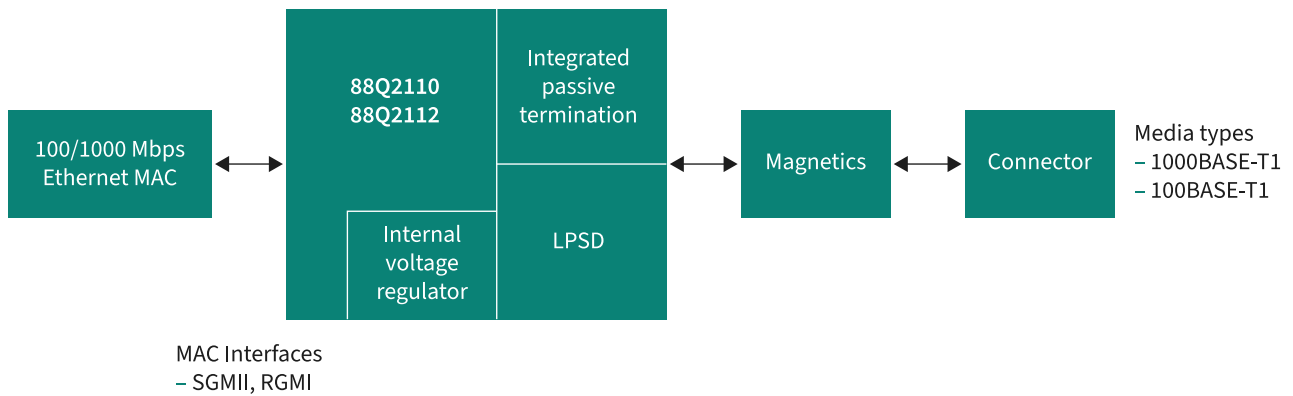 100/1000 Mbps
Ethernet MAC
88Q2110
88Q2112
Integrated
passive
termination
Internal
voltage
regulator
LPSD
Magnetics
Connector
Media types
– 1000BASE-T1
– 100BASE-T1
MAC Interfaces
– SGMII, RGMI